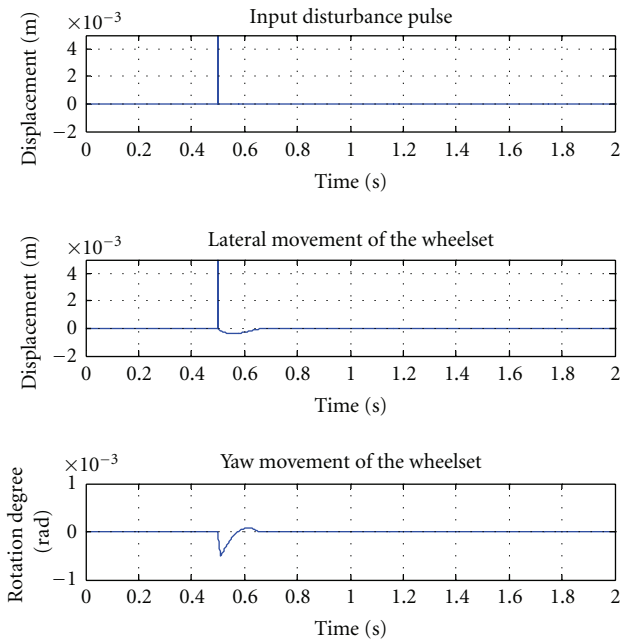 Input disturbance pulse
×10−3
Displacement (m)
4
2
0
−2
0 0.2 0.4 0.6 0.8 1 1.2 1.4 1.6 1.8 2
Time (s)
Lateral movement of the wheelset
×10−3
Displacement (m)
4
2
0
−2
0 0.2 0.4 0.6 0.8 1 1.2 1.4 1.6 1.8 2
Time (s)
Yaw movement of the wheelset
×10−3
Rotation degree
(rad)
1
0
−1
0 0.2 0.4 0.6 0.8 1 1.2 1.4 1.6 1.8 2
Time (s)